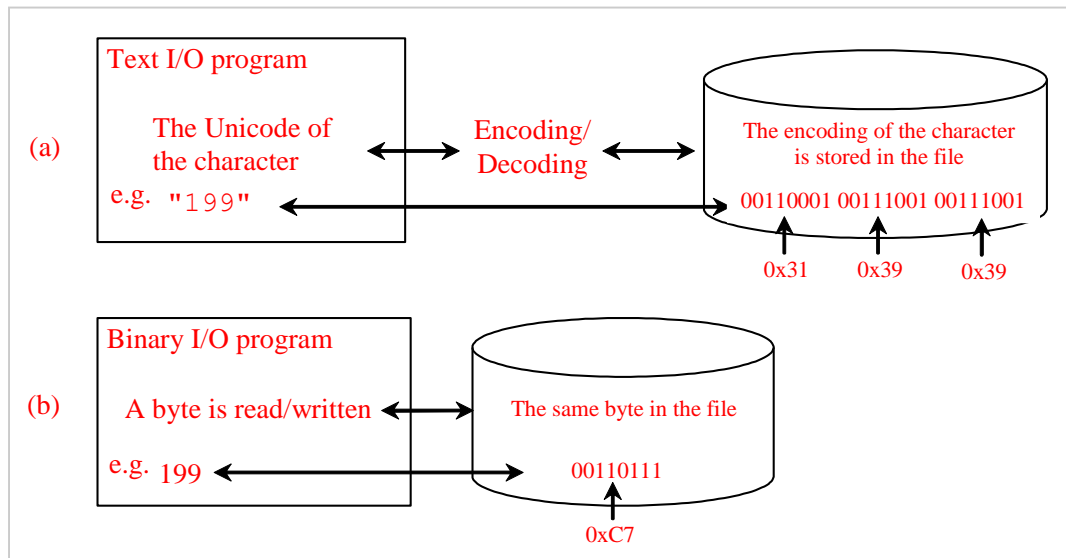 Text I/O program
(a)
The Unicode of
the character
e.g. "199"
Encoding/
Decoding
The encoding of the character
is stored in the file
00110001 00111001 00111001
0x31 0x39 0x39
Binary I/O program
(b)
A byte is read/written
e.g. 199
The same byte in the file
00110111
0xC7